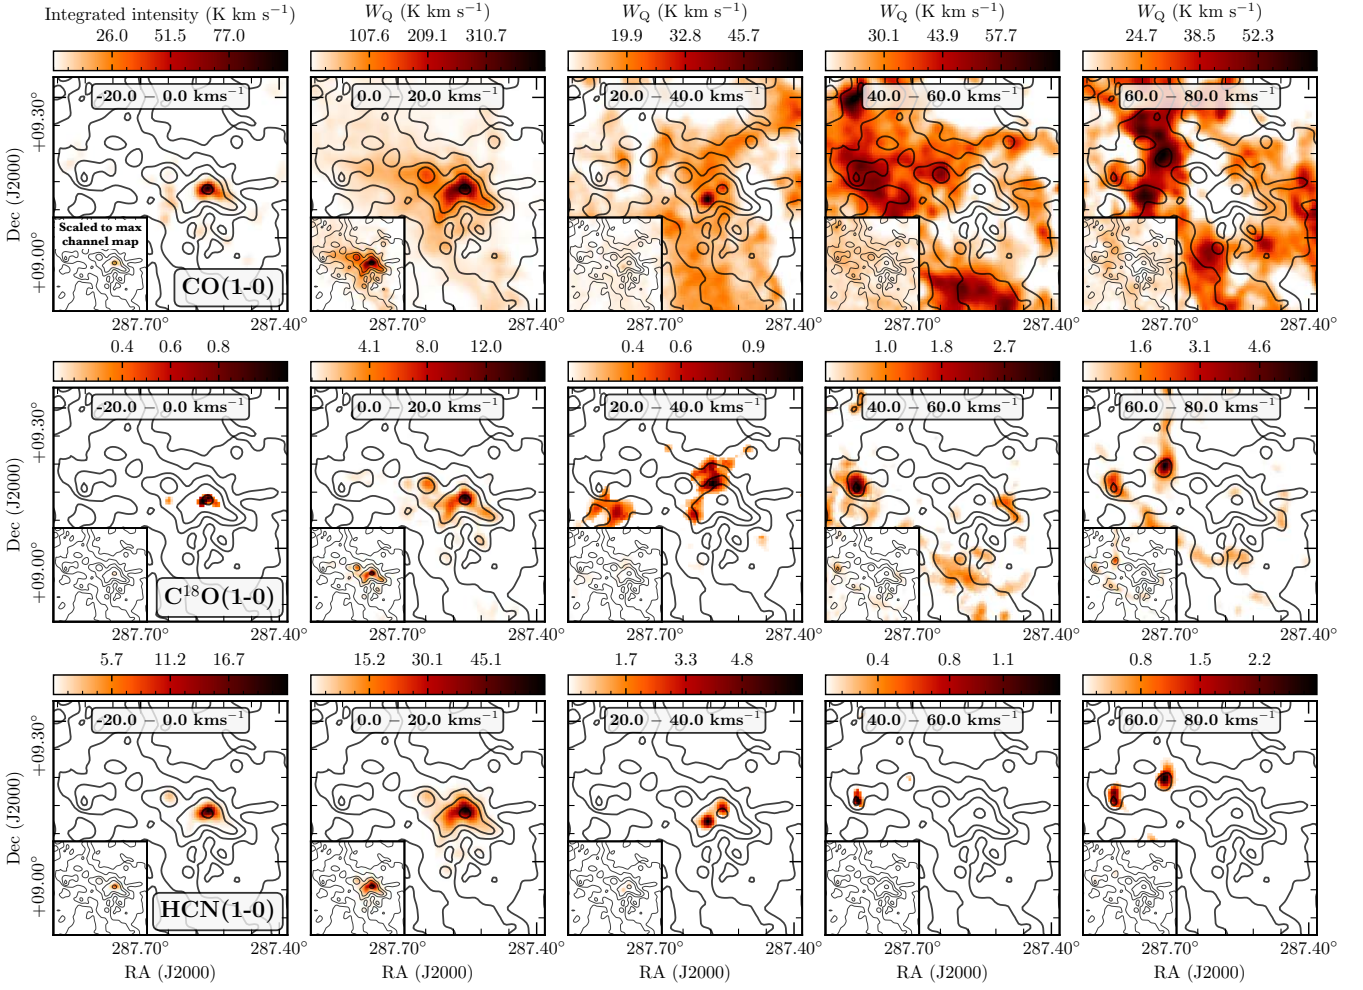 Integrated intensity (K km s⁻¹) W_Q (K km s⁻¹) W_Q (K km s⁻¹) W_Q (K km s⁻¹) W_Q (K km s⁻¹)
26.0 51.5 77.0 107.6 209.1 310.7 19.9 32.8 45.7 30.1 43.9 57.7 24.7 38.5 52.3
-20.0 – 0.0 kms⁻¹ 0.0 – 20.0 kms⁻¹ 20.0 – 40.0 kms⁻¹ 40.0 – 60.0 kms⁻¹ 60.0 – 80.0 kms⁻¹
+09.30°
Dec (J2000)
+09.00°
Scaled to max
channel map
CO(1-0)
287.70° 287.40° 287.70° 287.40° 287.70° 287.40° 287.70° 287.40° 287.70° 287.40°
0.4 0.6 0.8 4.1 8.0 12.0 0.4 0.6 0.9 1.0 1.8 2.7 1.6 3.1 4.6
-20.0 – 0.0 kms⁻¹ 0.0 – 20.0 kms⁻¹ 20.0 – 40.0 kms⁻¹ 40.0 – 60.0 kms⁻¹ 60.0 – 80.0 kms⁻¹
+09.30°
Dec (J2000)
+09.00°
C¹⁸O(1-0)
287.70° 287.40° 287.70° 287.40° 287.70° 287.40° 287.70° 287.40° 287.70° 287.40°
5.7 11.2 16.7 15.2 30.1 45.1 1.7 3.3 4.8 0.4 0.8 1.1 0.8 1.5 2.2
-20.0 – 0.0 kms⁻¹ 0.0 – 20.0 kms⁻¹ 20.0 – 40.0 kms⁻¹ 40.0 – 60.0 kms⁻¹ 60.0 – 80.0 kms⁻¹
+09.30°
Dec (J2000)
+09.00°
HCN(1-0)
287.70° 287.40° 287.70° 287.40° 287.70° 287.40° 287.70° 287.40° 287.70° 287.40°
RA (J2000) RA (J2000) RA (J2000) RA (J2000) RA (J2000)